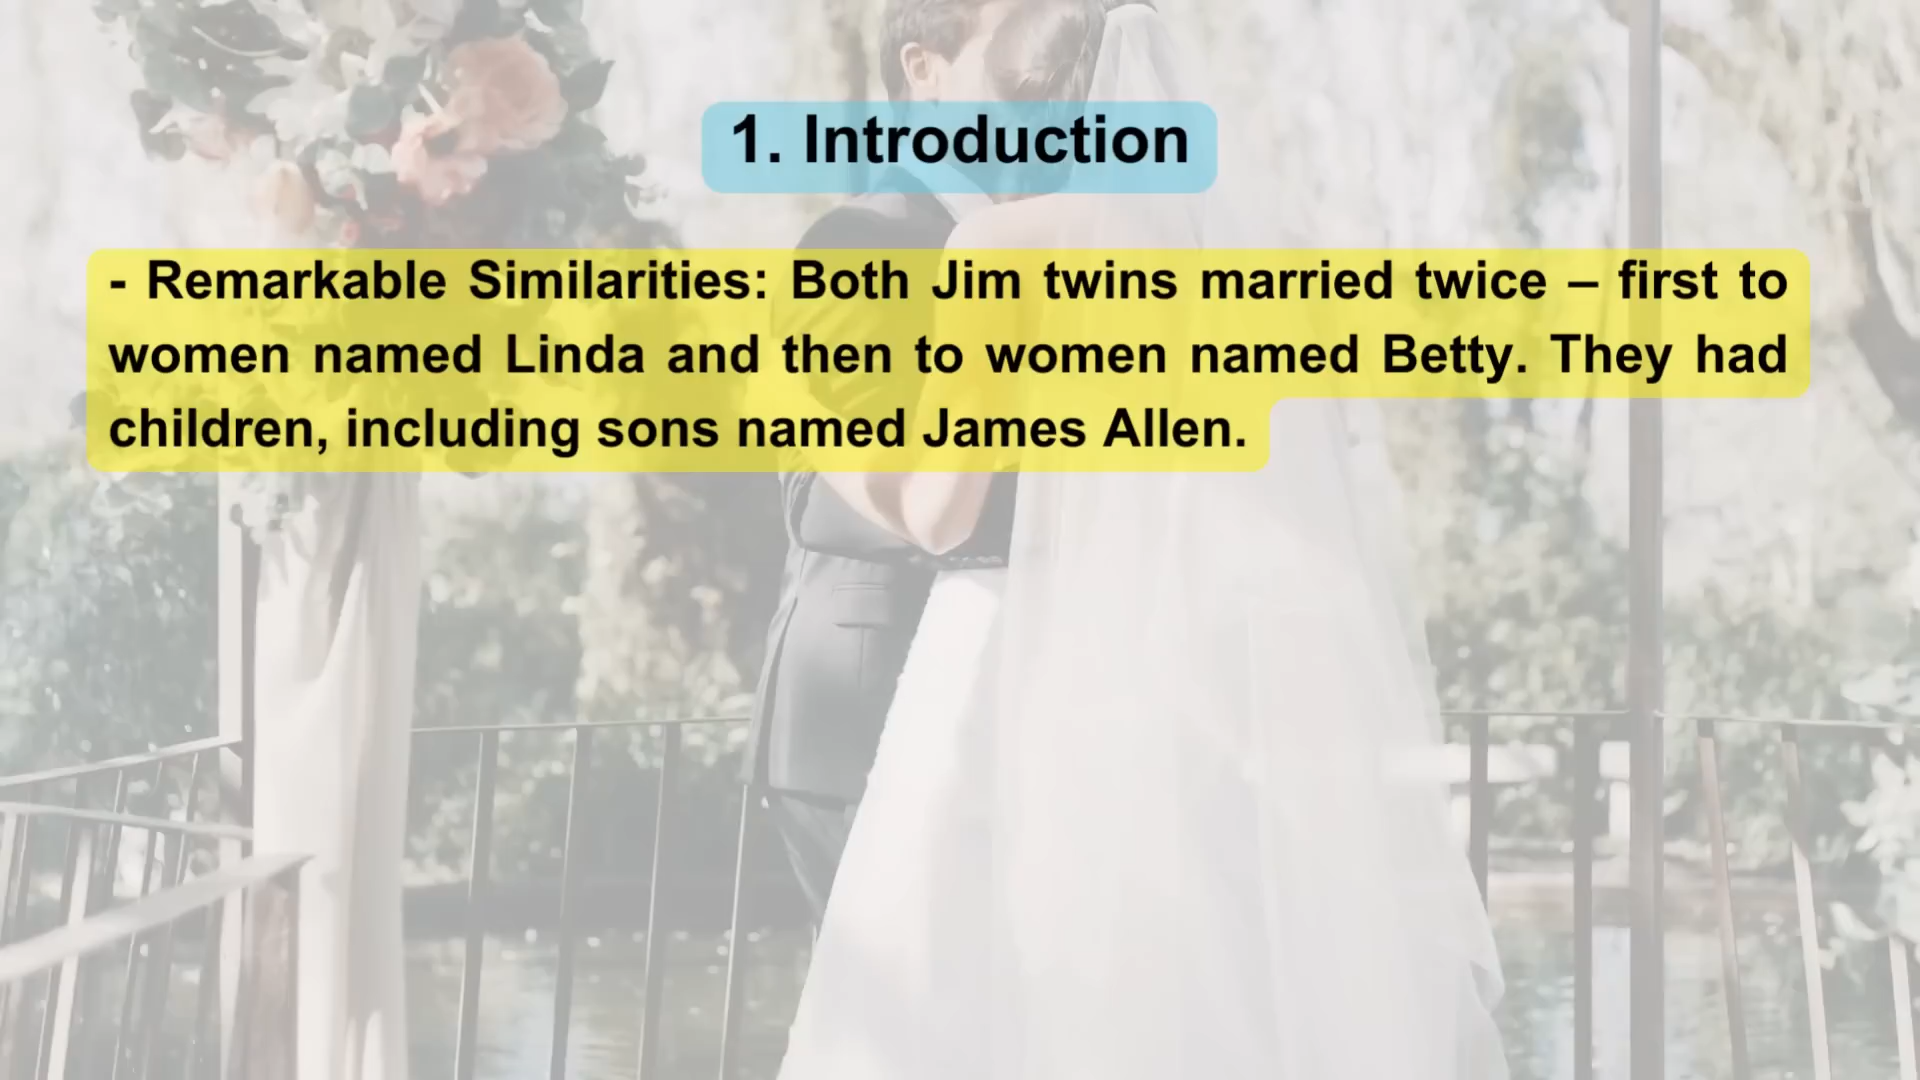 1. Introduction
- Remarkable Similarities: Both Jim twins married twice – first to
women named Linda and then to women named Betty. They had
children, including sons named James Allen.